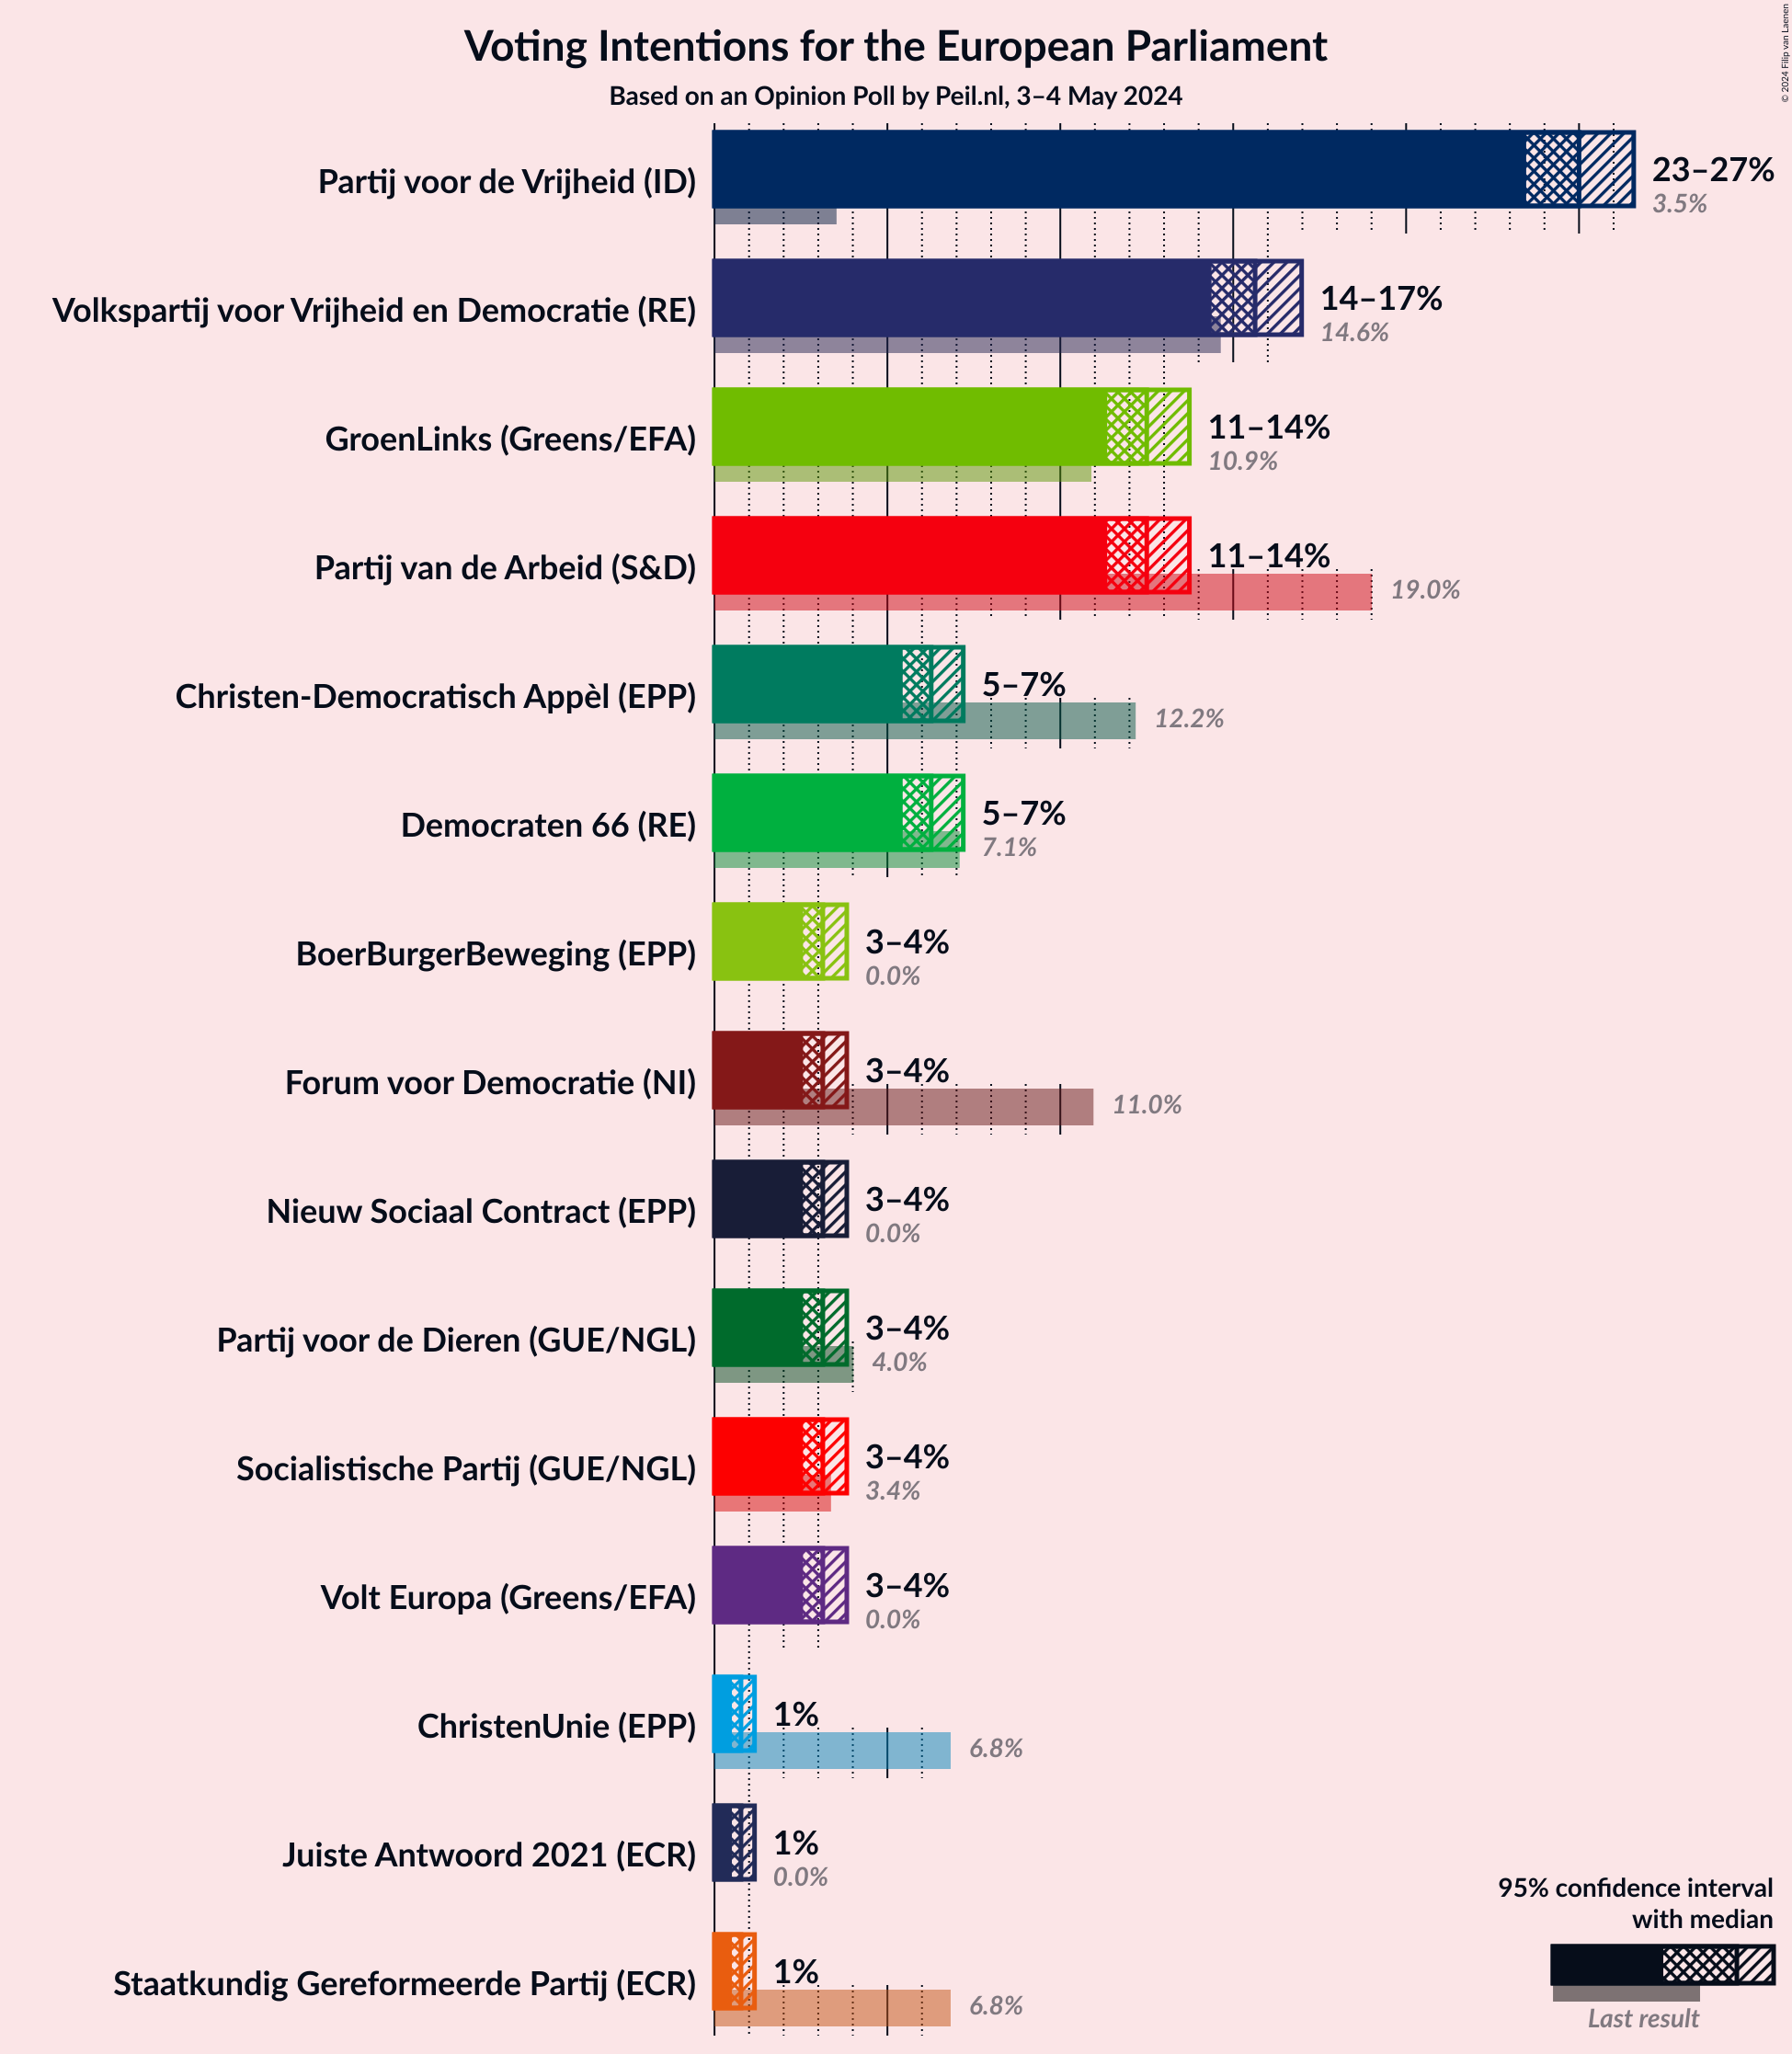 Voting Intentions for the European Parliament
Based on an Opinion Poll by Peil.nl, 3–4 May 2024
© 2024 Filip van Laenen
Partij voor de Vrijheid (ID)
23–27%
3.5%
Volkspartij voor Vrijheid en Democratie (RE)
14–17%
14.6%
GroenLinks (Greens/EFA)
11–14%
10.9%
Partij van de Arbeid (S&D)
11–14%
19.0%
Christen-Democratisch Appèl (EPP)
5–7%
12.2%
Democraten 66 (RE)
5–7%
7.1%
BoerBurgerBeweging (EPP)
3–4%
0.0%
Forum voor Democratie (NI)
3–4%
11.0%
Nieuw Sociaal Contract (EPP)
3–4%
0.0%
Partij voor de Dieren (GUE/NGL)
3–4%
4.0%
Socialistische Partij (GUE/NGL)
3–4%
3.4%
Volt Europa (Greens/EFA)
3–4%
0.0%
ChristenUnie (EPP)
1%
6.8%
Juiste Antwoord 2021 (ECR)
1%
0.0%
Staatkundig Gereformeerde Partij (ECR)
1%
6.8%
95% confidence interval
with median
Last result